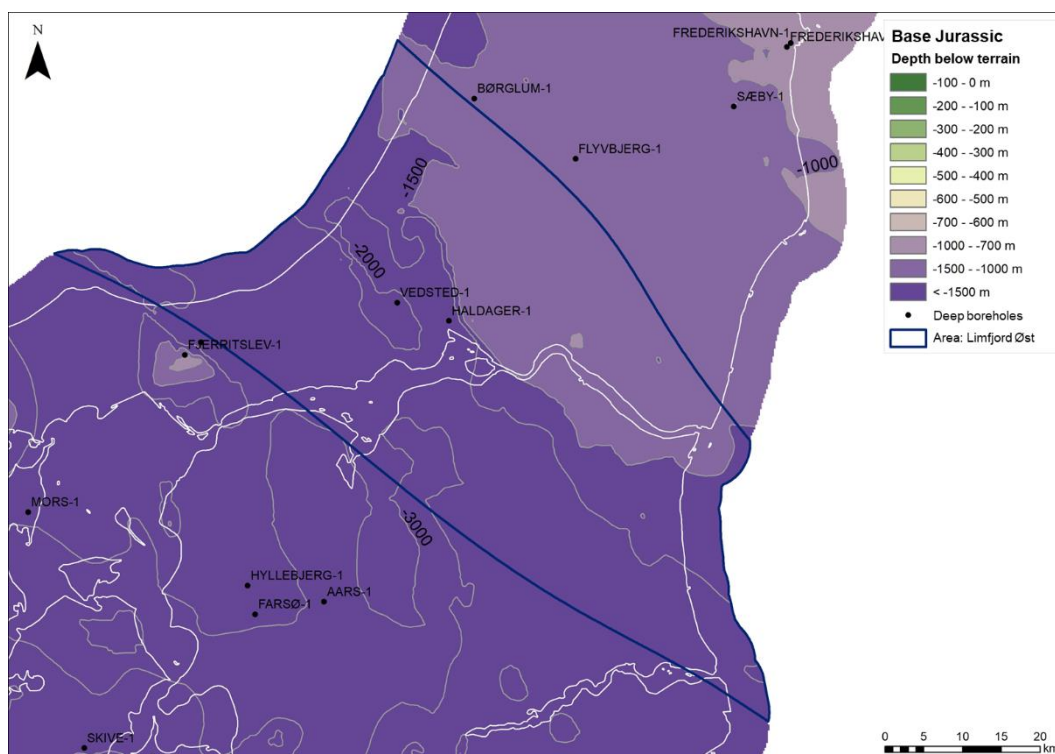 N
FREDERIKSHAVN-1
FREDERIKSHAV
BØRGLUM-1
SÆBY-1
FLYVBJERG-1
-1000
-1500
-2000
VEDSTED-1
HALDAGER-1
FJERRITSLEV-1
-3000
MORS-1
HYLLEBJERG-1
AARS-1
FARSØ-1
SKIVE-1
Base Jurassic
Depth below terrain
-100 - 0 m
-200 - -100 m
-300 - -200 m
-400 - -300 m
-500 - -400 m
-600 - -500 m
-700 - -600 m
-1000 - -700 m
-1500 - -1000 m
< -1500 m
Deep boreholes
Area: Limfjord Øst
0 5 10 15 20
km